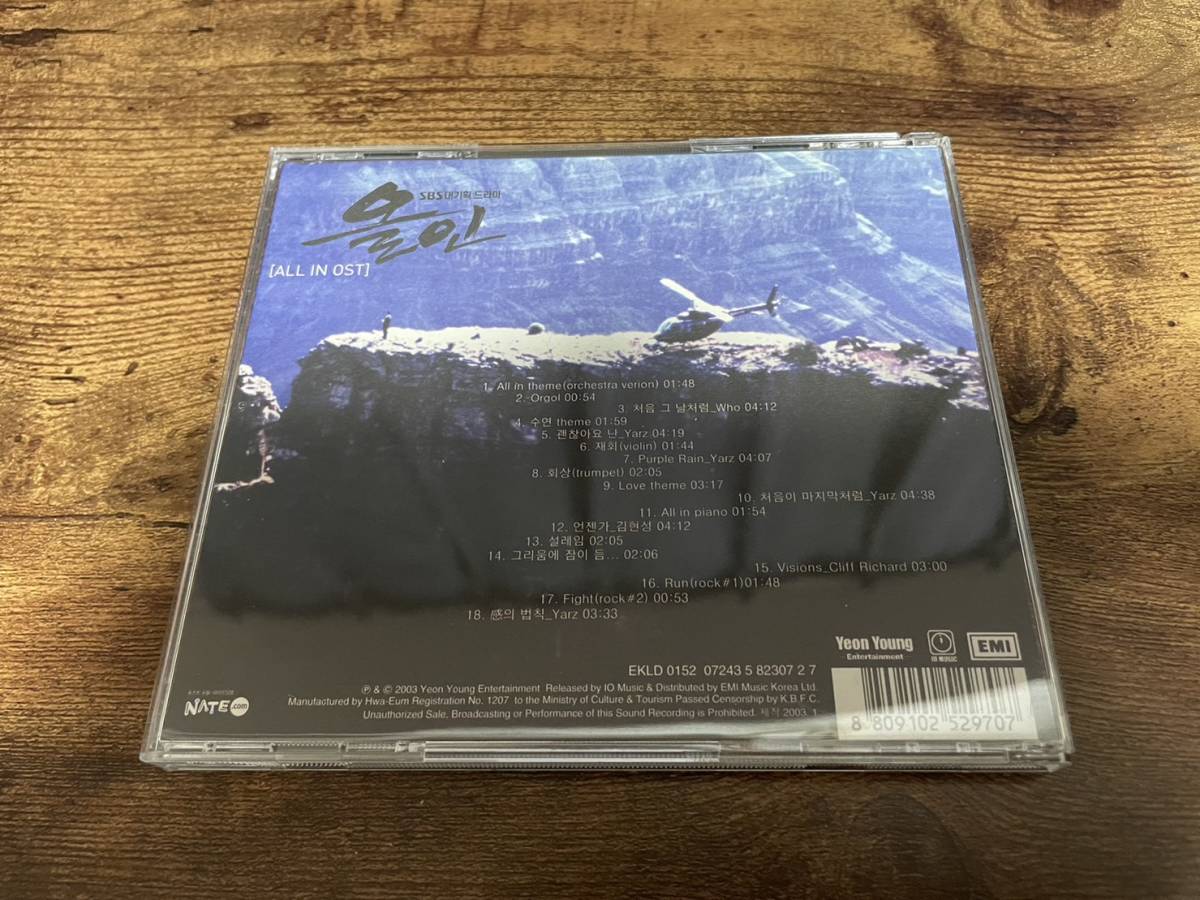 SBS대기획 드라마
올인
[ALL IN OST]
1. All in theme(orchestra verion) 01:48
2. Orgol 00:54
3. 처음 그 날처럼_Who 04:12
4. 수연 theme 01:59
5. 괜찮아요 난_Yarz 04:19
6. 재회(violin) 01:44
7. Purple Rain_Yarz 04:07
8. 회상(trumpet) 02:05
9. Love theme 03:17
10. 처음이 마지막처럼_Yarz 04:38
11. All in piano 01:54
12. 언젠가_김현성 04:12
13. 설레임 02:05
14. 그리움에 잠이 듬... 02:06
15. Visions_Cliff Richard 03:00
16. Run(rock#1)01:48
17. Fight(rock#2) 00:53
18. 感의 법칙_Yarz 03:33
Yeon Young
Entertainment
IO MUSIC
EMI
EKLD 0152 07243 5 82307 2 7
℗ & © 2003 Yeon Young Entertainment Released by IO Music & Distributed by EMI Music Korea Ltd.
Manufactured by Hwa-Eum Registration No. 1207 to the Ministry of Culture & Tourism Passed Censorship by K.B.F.C.
Unauthorized Sale, Broadcasting or Performance of this Sound Recording is Prohibited. 제작 2003. 1.
NATE.com
8 809102 529707